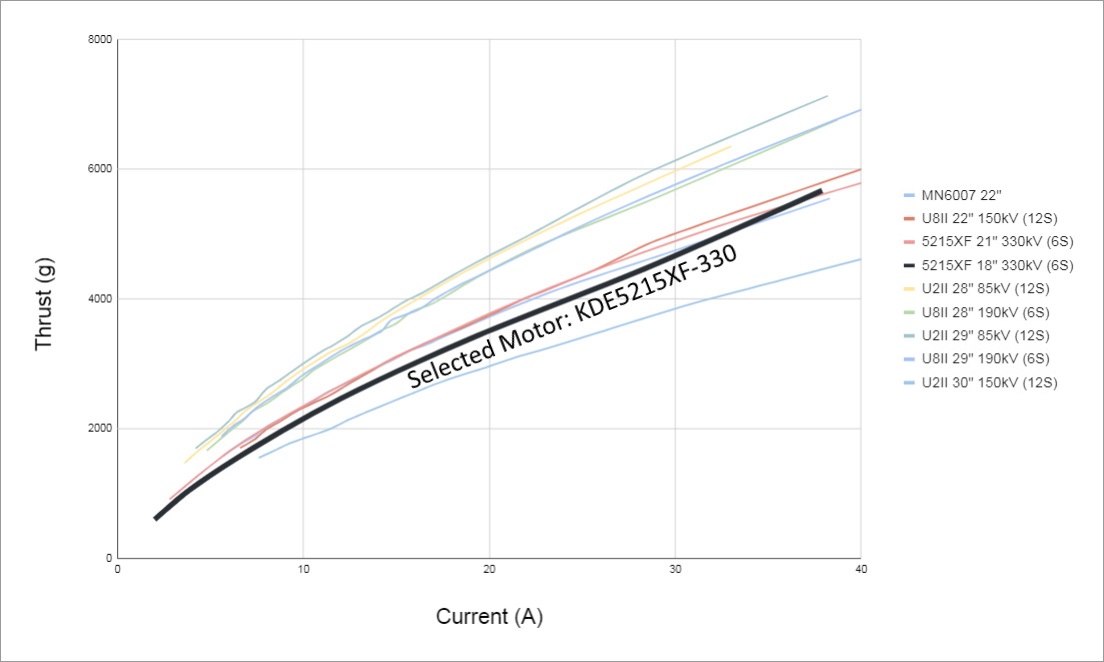 8000
6000
4000
2000
0
0 10 20 30 40
Thrust (g)
Current (A)
Selected Motor: KDE5215XF-330
MN6007 22"
U8II 22" 150kV (12S)
5215XF 21" 330kV (6S)
5215XF 18" 330kV (6S)
U2II 28" 85kV (12S)
U8II 28" 190kV (6S)
U2II 29" 85kV (12S)
U8II 29" 190kV (6S)
U2II 30" 150kV (12S)